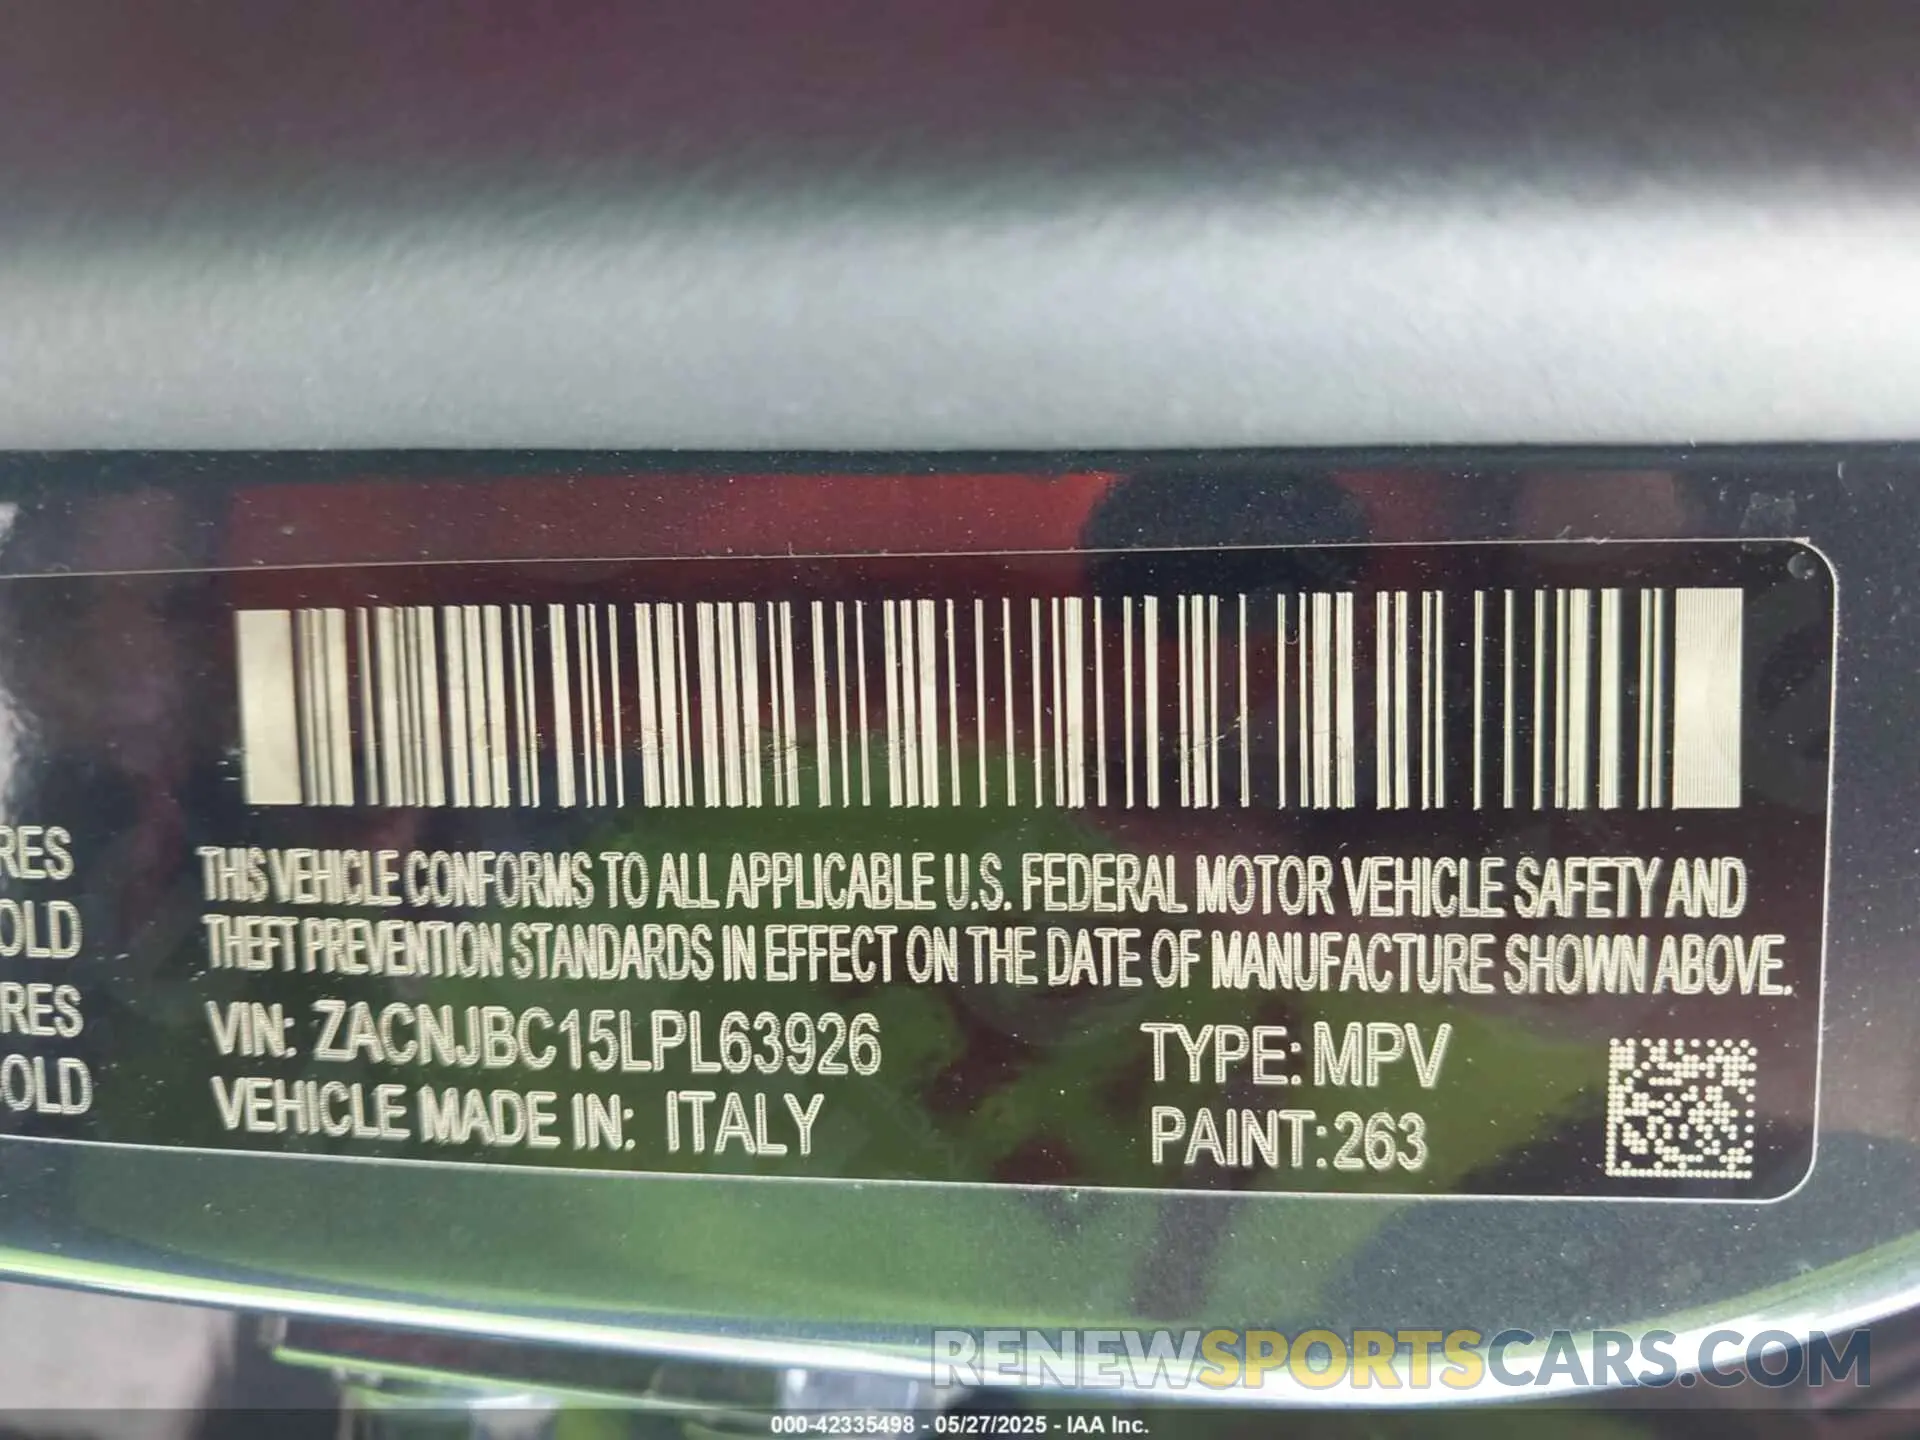 RES
OLD
RES
OLD
THIS VEHICLE CONFORMS TO ALL APPLICABLE U.S. FEDERAL MOTOR VEHICLE SAFETY AND
THEFT PREVENTION STANDARDS IN EFFECT ON THE DATE OF MANUFACTURE SHOWN ABOVE.
VIN: ZACNJBC15LPL63926 TYPE: MPV
VEHICLE MADE IN: ITALY PAINT: 263
RENEWSPORTSCARS.COM
000-42335498 - 05/27/2025 - IAA Inc.